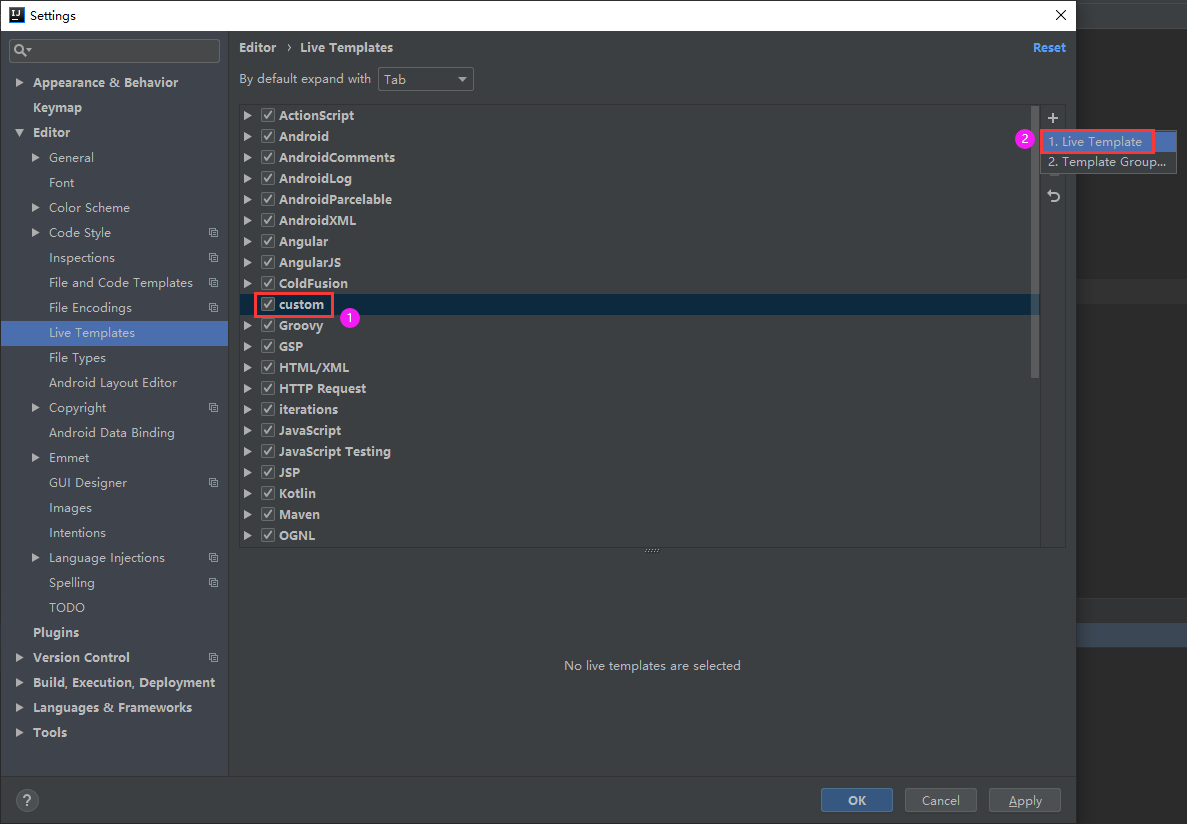 Settings
Appearance & Behavior
Keymap
Editor
General
Font
Color Scheme
Code Style
Inspections
File and Code Templates
File Encodings
Live Templates
File Types
Android Layout Editor
Copyright
Android Data Binding
Emmet
GUI Designer
Images
Intentions
Language Injections
Spelling
TODO
Plugins
Version Control
Build, Execution, Deployment
Languages & Frameworks
Tools
Editor › Live Templates
Reset
By default expand with Tab
ActionScript
Android
AndroidComments
AndroidLog
AndroidParcelable
AndroidXML
Angular
AngularJS
ColdFusion
custom
1
Groovy
GSP
HTML/XML
HTTP Request
iterations
JavaScript
JavaScript Testing
JSP
Kotlin
Maven
OGNL
+
2
1. Live Template
2. Template Group...
No live templates are selected
?
OK
Cancel
Apply